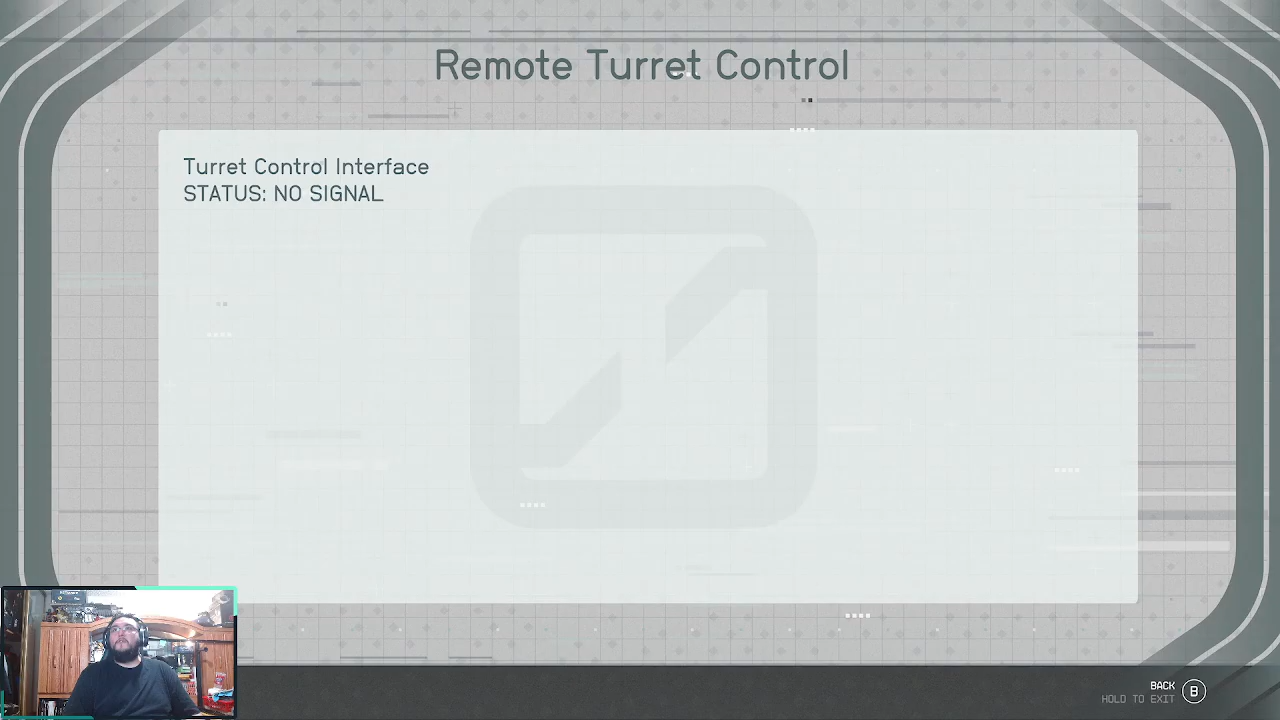 Remote Turret Control
Turret Control Interface
STATUS: NO SIGNAL
BACK
HOLD TO EXIT
B